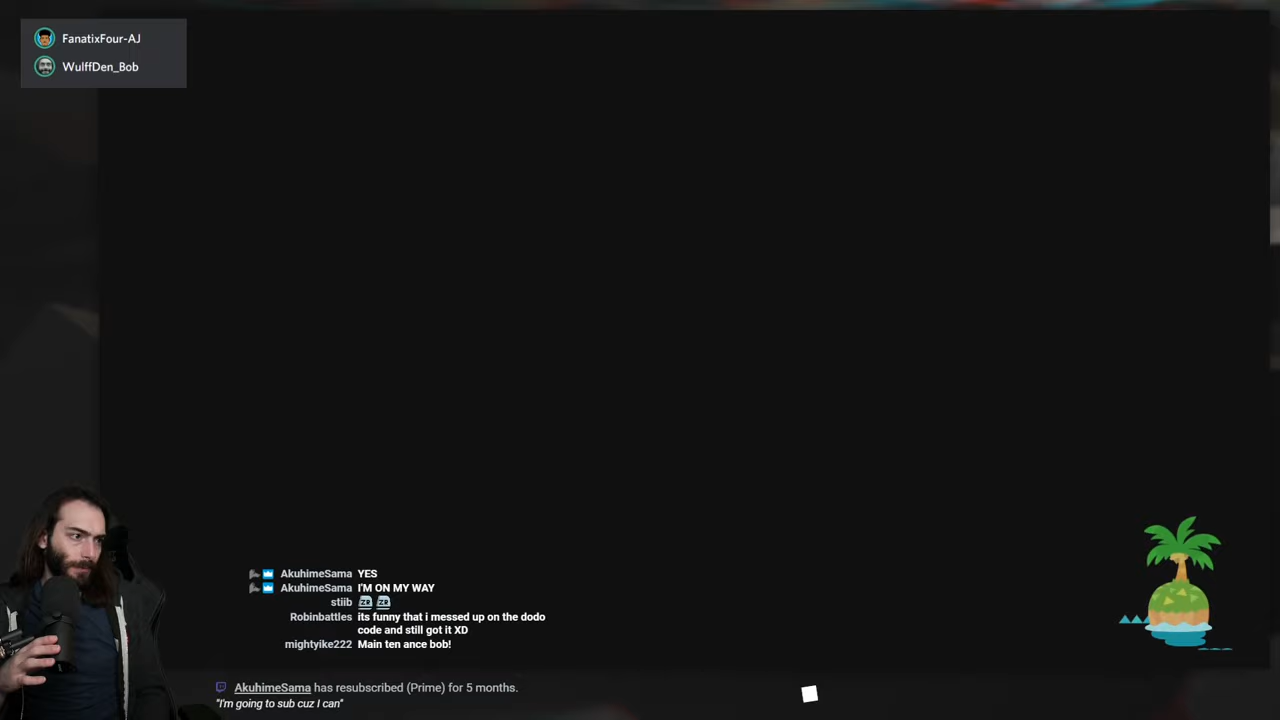 FanatixFour-AJ
WulffDen_Bob
AkuhimeSama YES
AkuhimeSama I'M ON MY WAY
stiib ZR ZR
Robinbattles its funny that i messed up on the dodo
code and still got it XD
mightyike222 Main ten ance bob!
AkuhimeSama has resubscribed (Prime) for 5 months.
"I'm going to sub cuz I can"